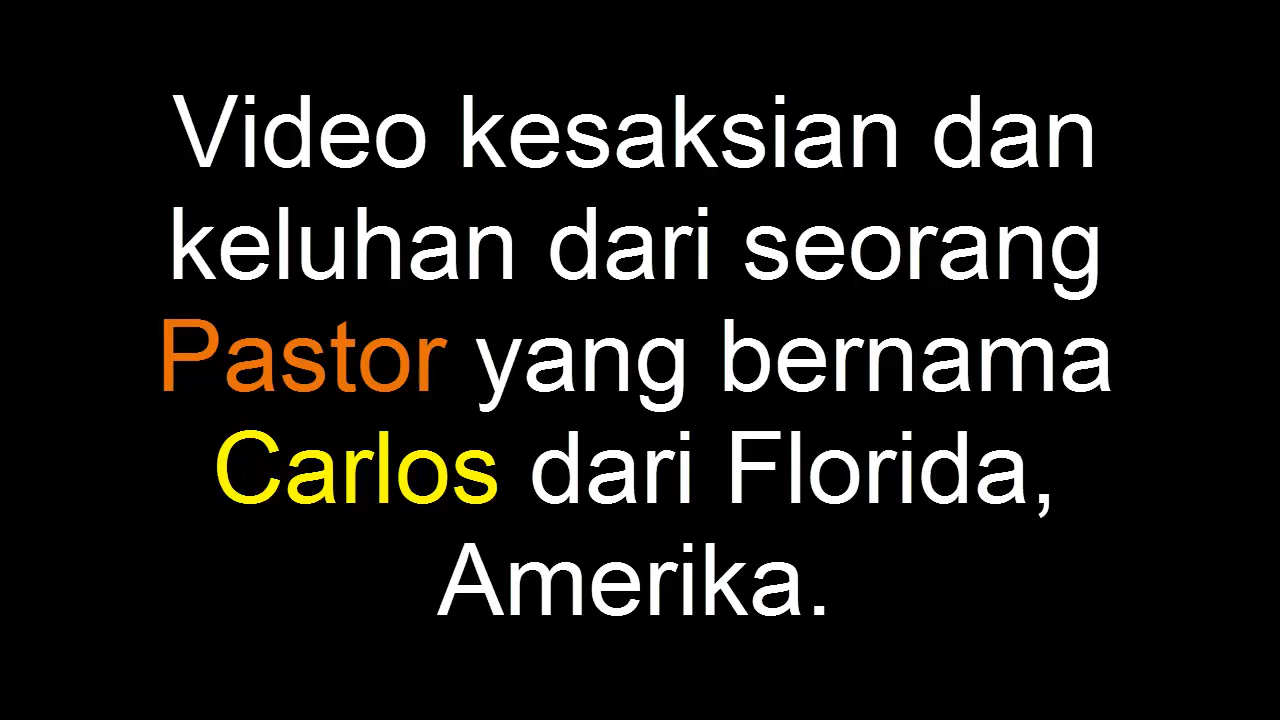 Video kesaksian dan
keluhan dari seorang
Pastor yang bernama
Carlos dari Florida,
Amerika.